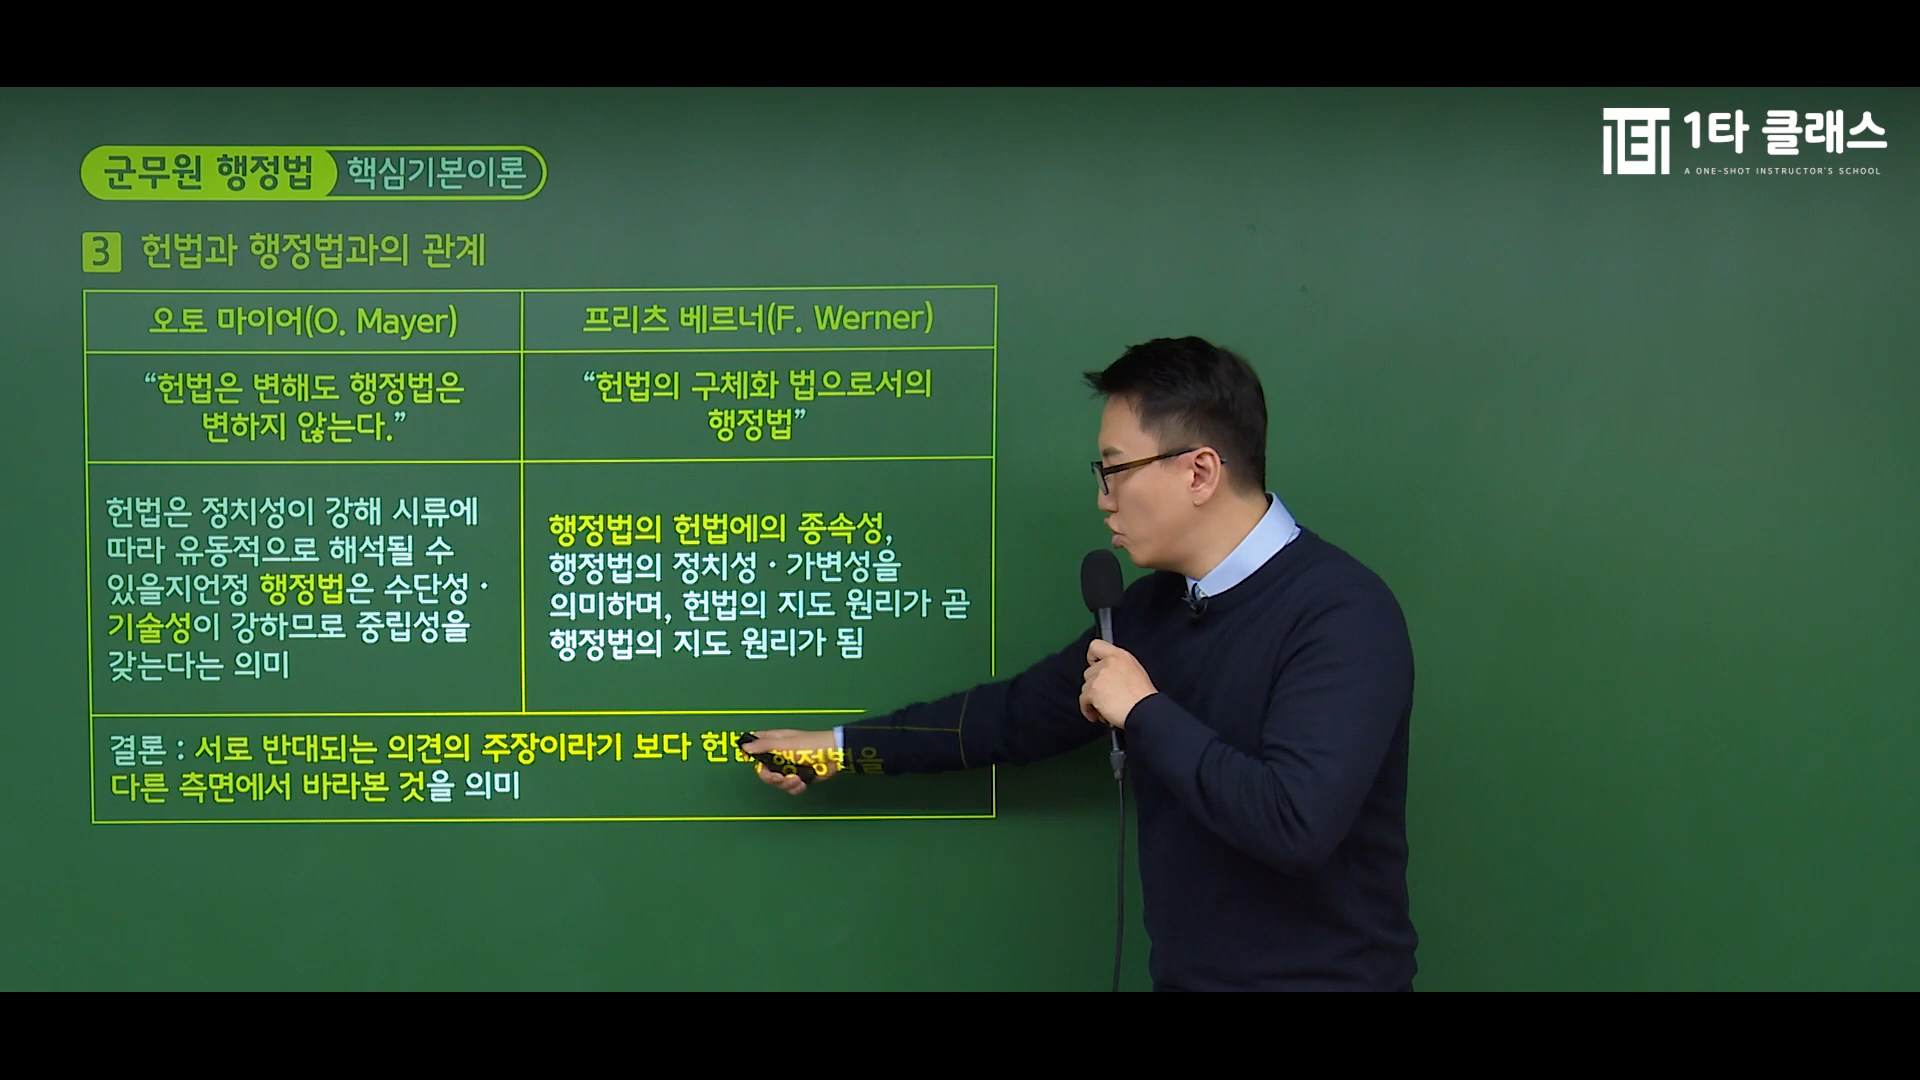 1타 클래스
A ONE-SHOT INSTRUCTOR'S SCHOOL
군무원 행정법 핵심기본이론
3 헌법과 행정법과의 관계
오토 마이어(O. Mayer)
프리츠 베르너(F. Werner)
“헌법은 변해도 행정법은
변하지 않는다.”
“헌법의 구체화 법으로서의
행정법”
헌법은 정치성이 강해 시류에
따라 유동적으로 해석될 수
있을지언정 행정법은 수단성 ·
기술성이 강하므로 중립성을
갖는다는 의미
행정법의 헌법에의 종속성,
행정법의 정치성 · 가변성을
의미하며, 헌법의 지도 원리가 곧
행정법의 지도 원리가 됨
결론 : 서로 반대되는 의견의 주장이라기 보다 헌법, 행정법을
다른 측면에서 바라본 것을 의미